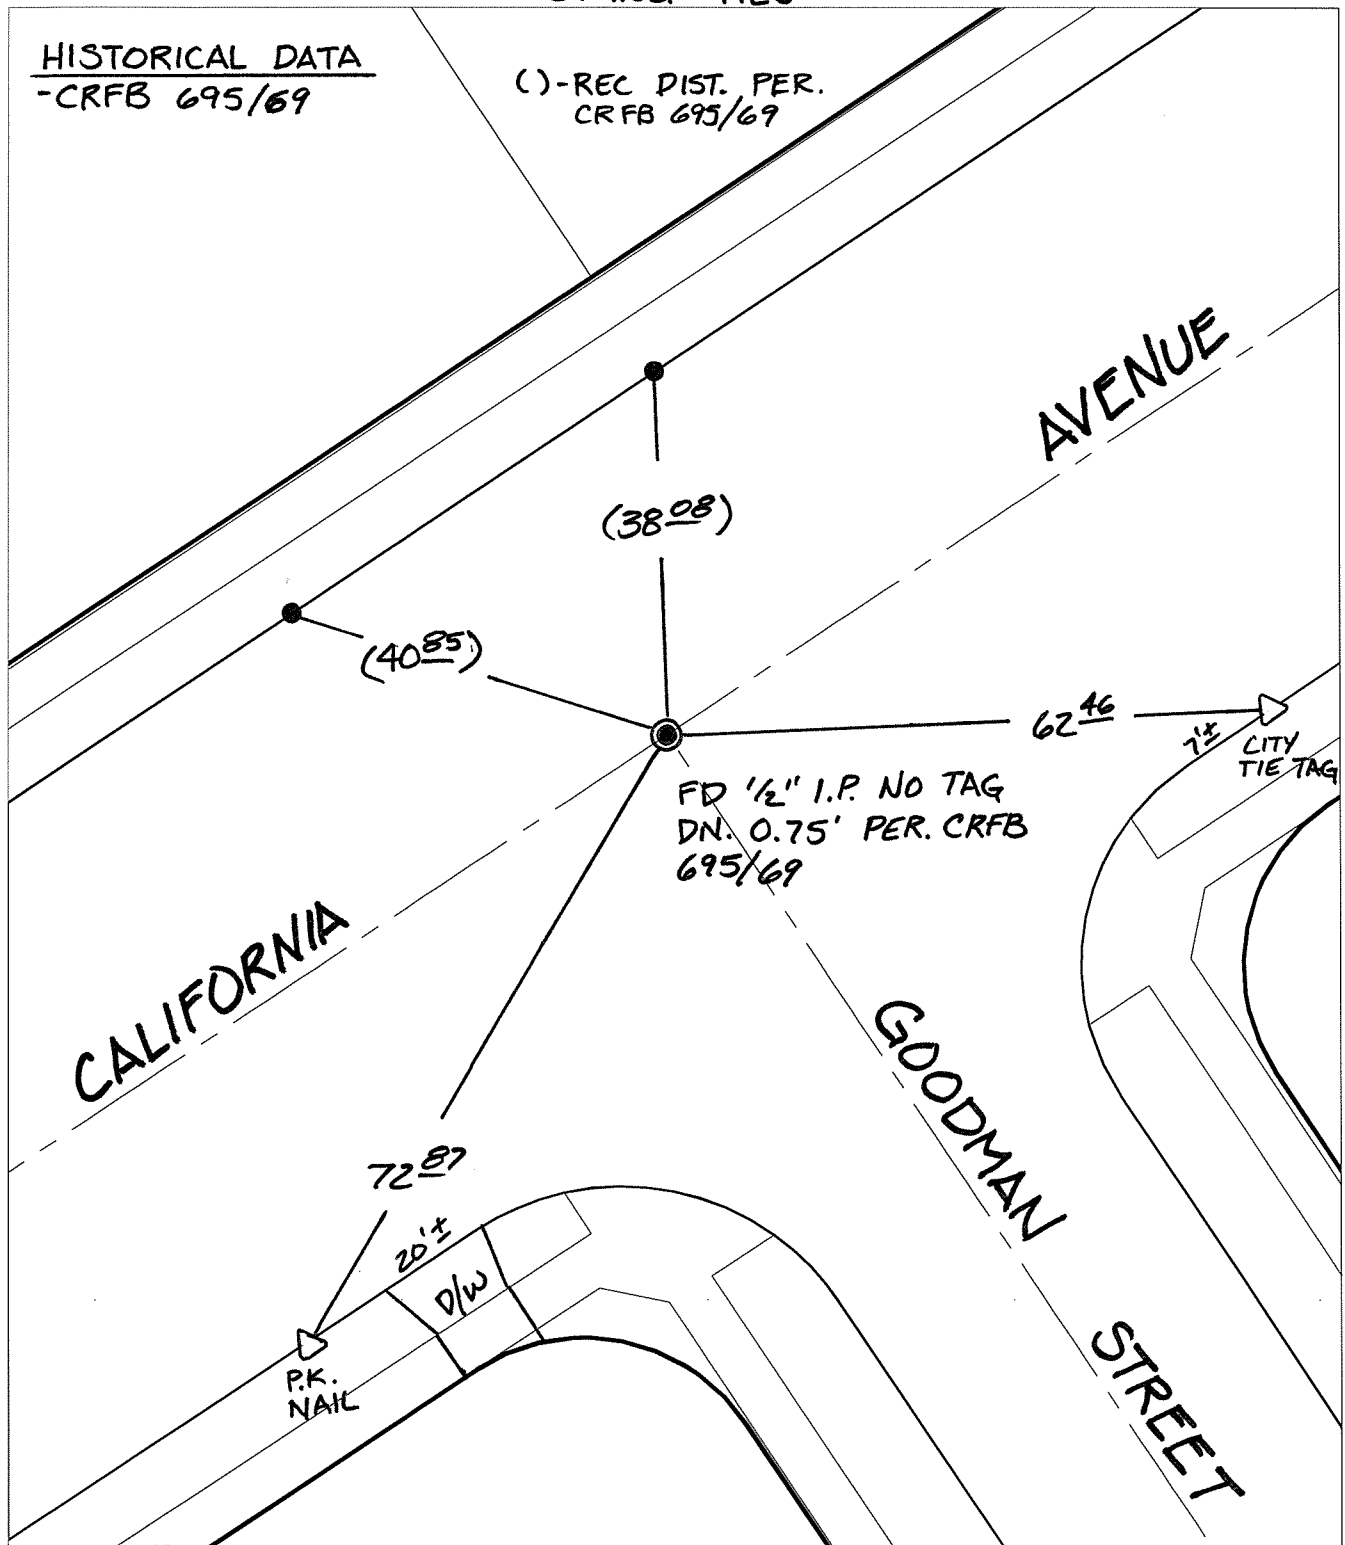 HISTORICAL DATA
-CRFB 695/69
()-REC DIST. PER.
CRFB 695/69
AVENUE
(38 08)
(40 85)
62 46
7'±
CITY
TIE TAG
FD 1/2" I.P. NO TAG
DN. 0.75' PER. CRFB
695/69
CALIFORNIA
GOODMAN
72 87
20'±
D/W
P.K.
NAIL
STREET